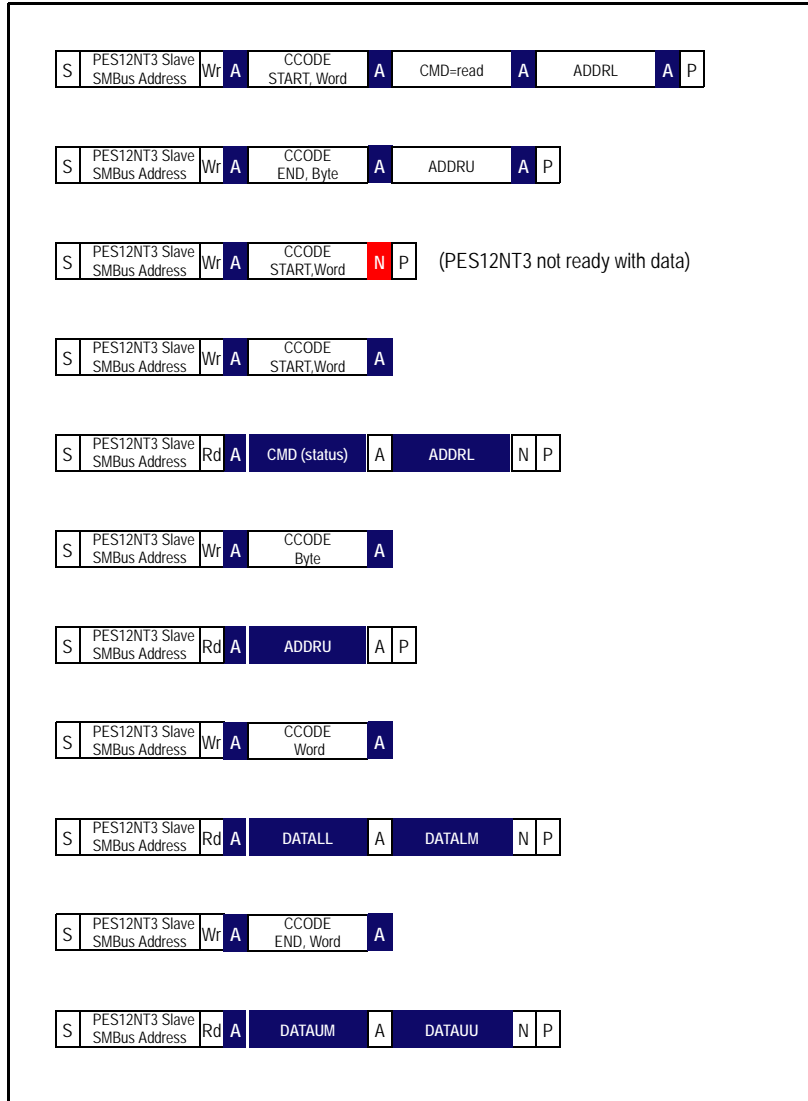 S PES12NT3 Slave SMBus Address Wr A CCODE START, Word A CMD=read A ADDRL A P
S PES12NT3 Slave SMBus Address Wr A CCODE END, Byte A ADDRU A P
S PES12NT3 Slave SMBus Address Wr A CCODE START,Word N P (PES12NT3 not ready with data)
S PES12NT3 Slave SMBus Address Wr A CCODE START,Word A
S PES12NT3 Slave SMBus Address Rd A CMD (status) A ADDRL N P
S PES12NT3 Slave SMBus Address Wr A CCODE Byte A
S PES12NT3 Slave SMBus Address Rd A ADDRU A P
S PES12NT3 Slave SMBus Address Wr A CCODE Word A
S PES12NT3 Slave SMBus Address Rd A DATALL A DATALM N P
S PES12NT3 Slave SMBus Address Wr A CCODE END, Word A
S PES12NT3 Slave SMBus Address Rd A DATAUM A DATAUU N P